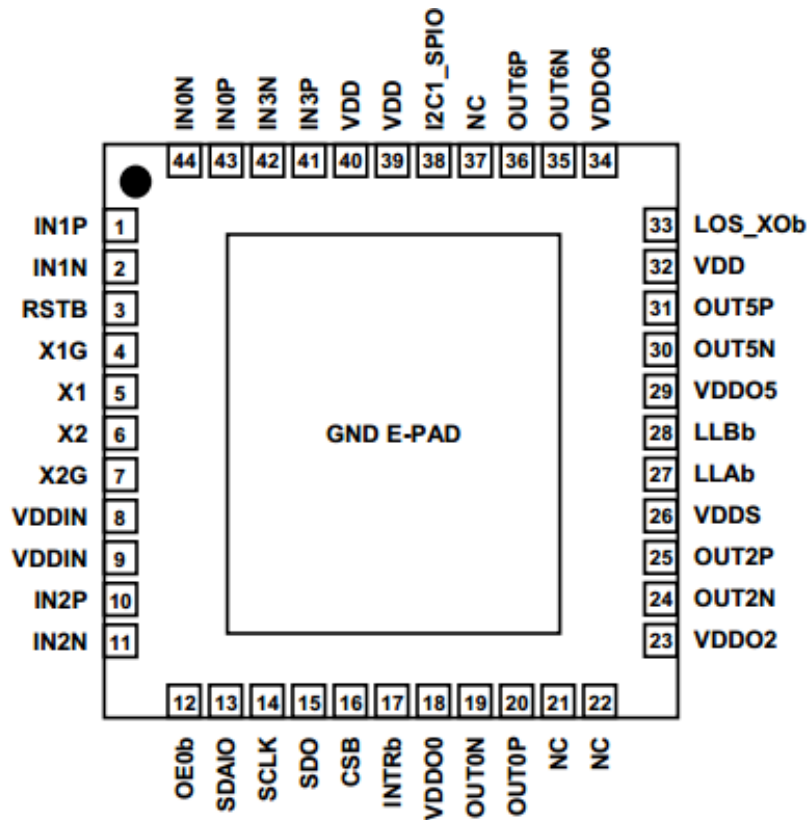 IN0N
IN0P
IN3N
IN3P
VDD
VDD
I2C1_SPIO
NC
OUT6P
OUT6N
VDDO6
44 43 42 41 40 39 38 37 36 35 34
IN1P 1
IN1N 2
RSTB 3
X1G 4
X1 5
X2 6
X2G 7
VDDIN 8
VDDIN 9
IN2P 10
IN2N 11
GND E-PAD
33 LOS_XOb
32 VDD
31 OUT5P
30 OUT5N
29 VDDO5
28 LLBb
27 LLAb
26 VDDS
25 OUT2P
24 OUT2N
23 VDDO2
12 13 14 15 16 17 18 19 20 21 22
OE0b
SDAIO
SCLK
SDO
CSB
INTRb
VDDO0
OUT0N
OUT0P
NC
NC